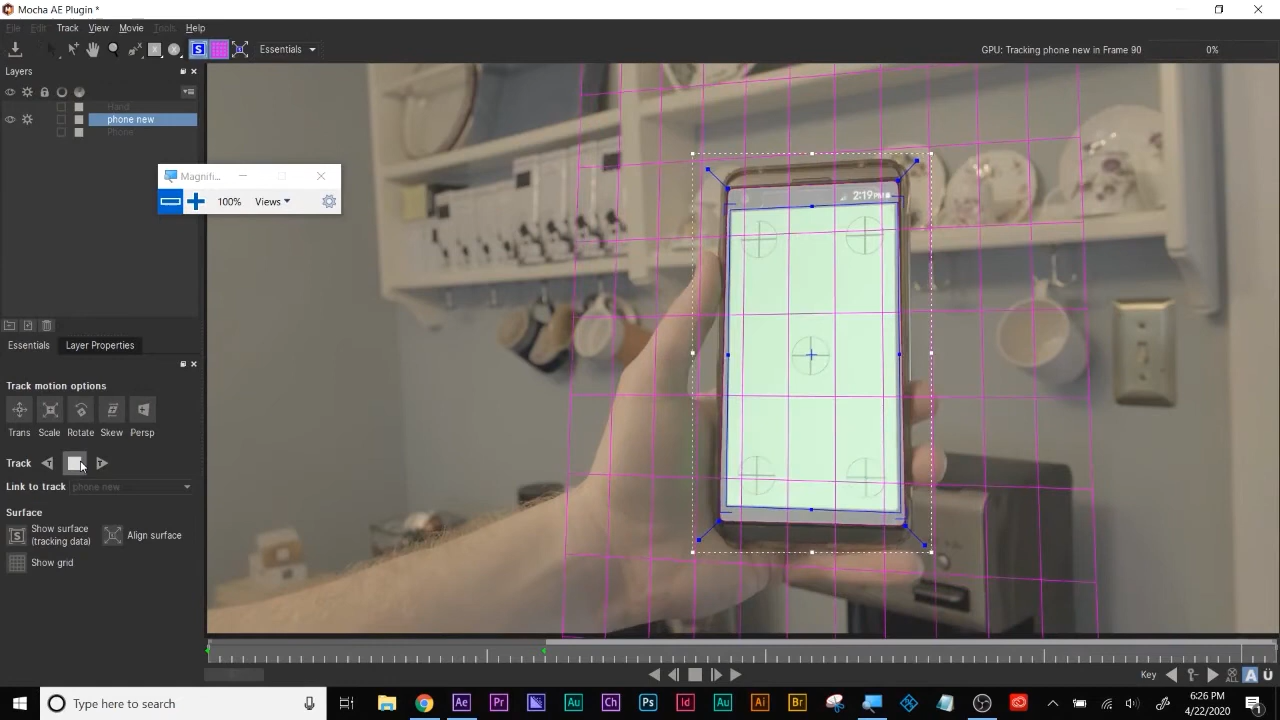 Mocha AE Plugin *
File Edit Track View Movie Tools Help
Essentials
GPU: Tracking phone new in Frame 90
0%
Layers
Hand
phone new
Phone
Magnifi...
100% Views
2:19PM
Essentials Layer Properties
Track motion options
Trans Scale Rotate Skew Persp
Track
Link to track phone new
Surface
Show surface
(tracking data)
Align surface
Show grid
Key
A
Type here to search
Ae Pr Au Ch Ps Id Au Ai Br
6:26 PM
4/22/2020